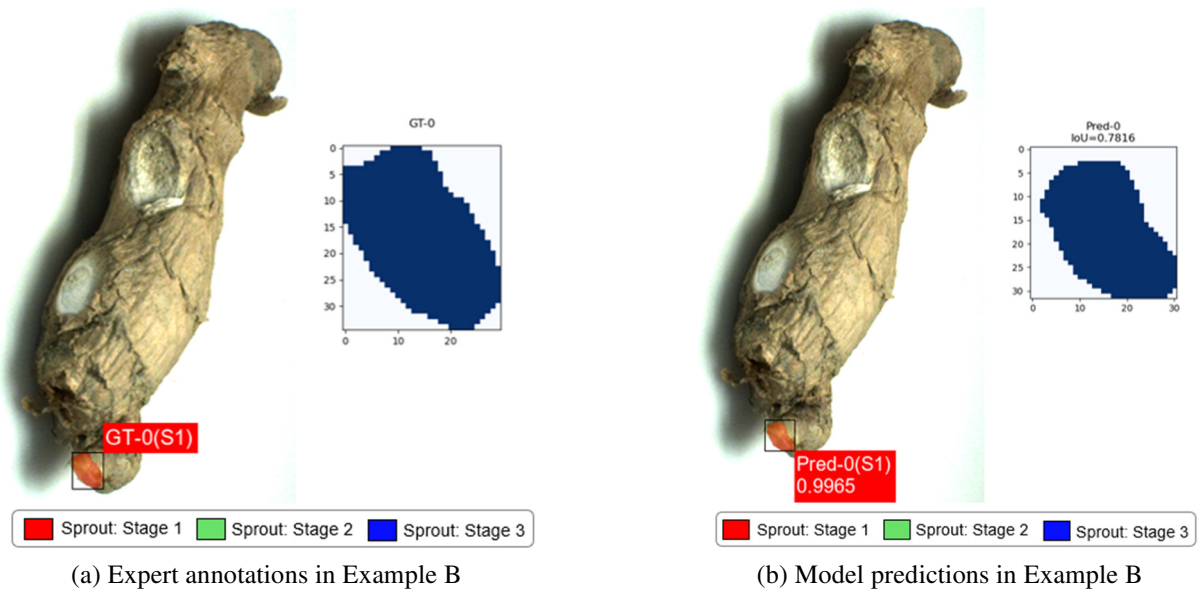 GT-0
0
5
10
15
20
25
30
0 10 20
GT-0(S1)
Sprout: Stage 1 Sprout: Stage 2 Sprout: Stage 3
(a) Expert annotations in Example B
Pred-0
IoU=0.7816
0
5
10
15
20
25
30
0 10 20 30
Pred-0(S1)
0.9965
Sprout: Stage 1 Sprout: Stage 2 Sprout: Stage 3
(b) Model predictions in Example B